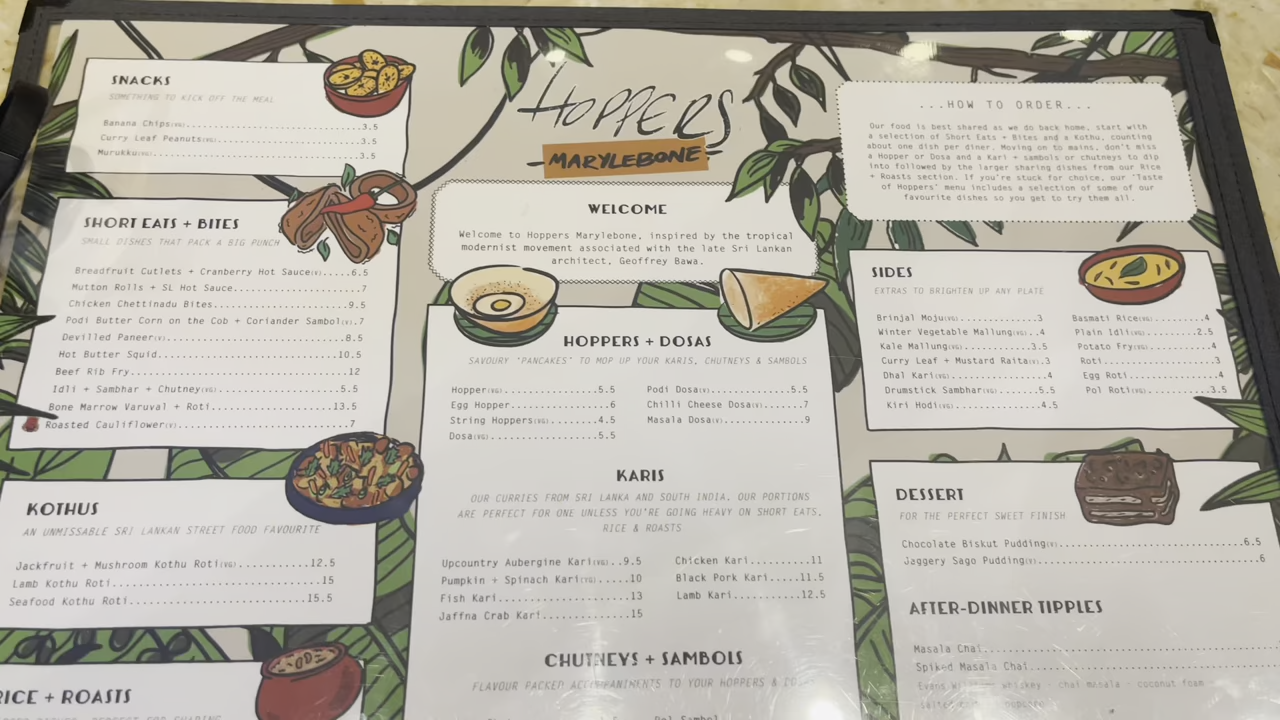 HOPPERS
MARYLEBONE
SNACKS
SOMETHING TO KICK OFF THE MEAL
Banana Chips(VG)...3.5
Curry Leaf Peanuts(VG)...3.5
Murukku(VG)...3.5
SHORT EATS + BITES
SMALL DISHES THAT PACK A BIG PUNCH
Breadfruit Cutlets + Cranberry Hot Sauce(V)...6.5
Mutton Rolls + SL Hot Sauce...7
Chicken Chettinadu Bites...9.5
Podi Butter Corn on the Cob + Coriander Sambol(V).7
Devilled Paneer(V)...8.5
Hot Butter Squid...10.5
Beef Rib Fry...12
Idli + Sambhar + Chutney(VG)...5.5
Bone Marrow Varuval + Roti...13.5
Roasted Cauliflower(V)...7
KOTHUS
AN UNMISSABLE SRI LANKAN STREET FOOD FAVOURITE
Jackfruit + Mushroom Kothu Roti(VG)...12.5
Lamb Kothu Roti...15
Seafood Kothu Roti...15.5
RICE + ROASTS
WELCOME
Welcome to Hoppers Marylebone, inspired by the tropical
modernist movement associated with the late Sri Lankan
architect, Geoffrey Bawa.
HOPPERS + DOSAS
SAVOURY "PANCAKES" TO MOP UP YOUR KARIS, CHUTNEYS & SAMBOLS
Hopper(VG)...5.5
Egg Hopper...6
String Hoppers(VG)...4.5
Dosa(VG)...5.5
Podi Dosa(V)...5.5
Chilli Cheese Dosa(V)...7
Masala Dosa(V)...9
KARIS
OUR CURRIES FROM SRI LANKA AND SOUTH INDIA. OUR PORTIONS
ARE PERFECT FOR ONE UNLESS YOU'RE GOING HEAVY ON SHORT EATS,
RICE & ROASTS
Upcountry Aubergine Kari(VG)..9.5
Pumpkin + Spinach Kari(VG)...10
Fish Kari...13
Jaffna Crab Kari...15
Chicken Kari...11
Black Pork Kari...11.5
Lamb Kari...12.5
CHUTNEYS + SAMBOLS
FLAVOUR PACKED ACCOMPANIMENTS TO YOUR HOPPERS &
Pol Sambol
...HOW TO ORDER...
Our food is best shared as we do back home, start with
a selection of Short Eats + Bites and a Kothu, counting
about one dish per diner. Moving on to mains, don't miss
a Hopper or Dosa and a Kari + sambols or chutneys to dip
into followed by the larger sharing dishes from our Rice
+ Roasts section. If you're stuck for choice, our 'Taste
of Hoppers' menu includes a selection of some of our
favourite dishes so you get to try them all.
SIDES
EXTRAS TO BRIGHTEN UP ANY PLATE
Brinjal Moju(VG)...3
Winter Vegetable Mallung(VG)..4
Kale Mallung(VG)...3.5
Curry Leaf + Mustard Raita(V).3
Dhal Kari(VG)...4
Drumstick Sambhar(VG)...5.5
Kiri Hodi(VG)...4.5
Basmati Rice(VG)...4
Plain Idli(VG)...2.5
Potato Fry(VG)...4
Roti...3
Egg Roti...4
Pol Roti(VG)...3.5
DESSERT
FOR THE PERFECT SWEET FINISH
Chocolate Biskut Pudding(V)...6.5
Jaggery Sago Pudding(V)...6
AFTER-DINNER TIPPLES
Masala Chai...
Spiked Masala Chai...
whiskey - chai masala - coconut foam -